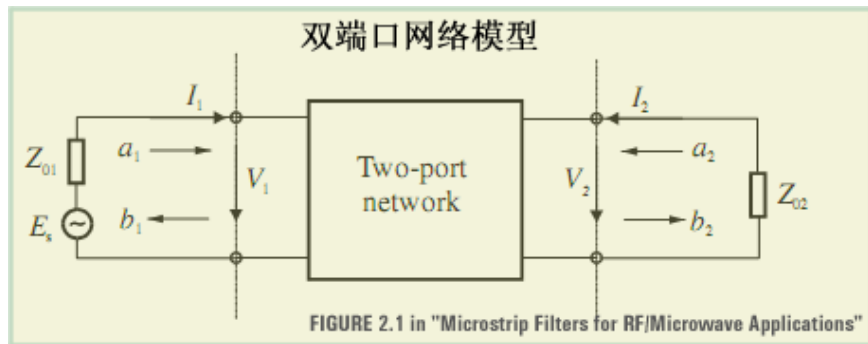 双端口网络模型
I₁
I₂
Z₀₁
a₁
V₁
Two-port
network
V₂
a₂
Z₀₂
Eₛ
b₁
b₂
FIGURE 2.1 in "Microstrip Filters for RF/Microwave Applications"